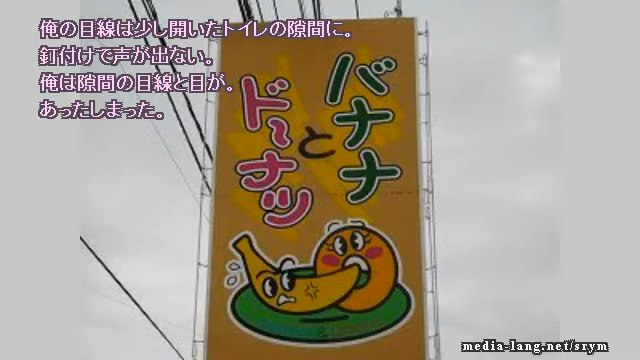 俺の目線は少し開いたトイレの隙間に。
釘付けで声が出ない。
俺は隙間の目線と目が。
あったしまった。
バナナ
と
ドーナツ
media-lang.net/srym